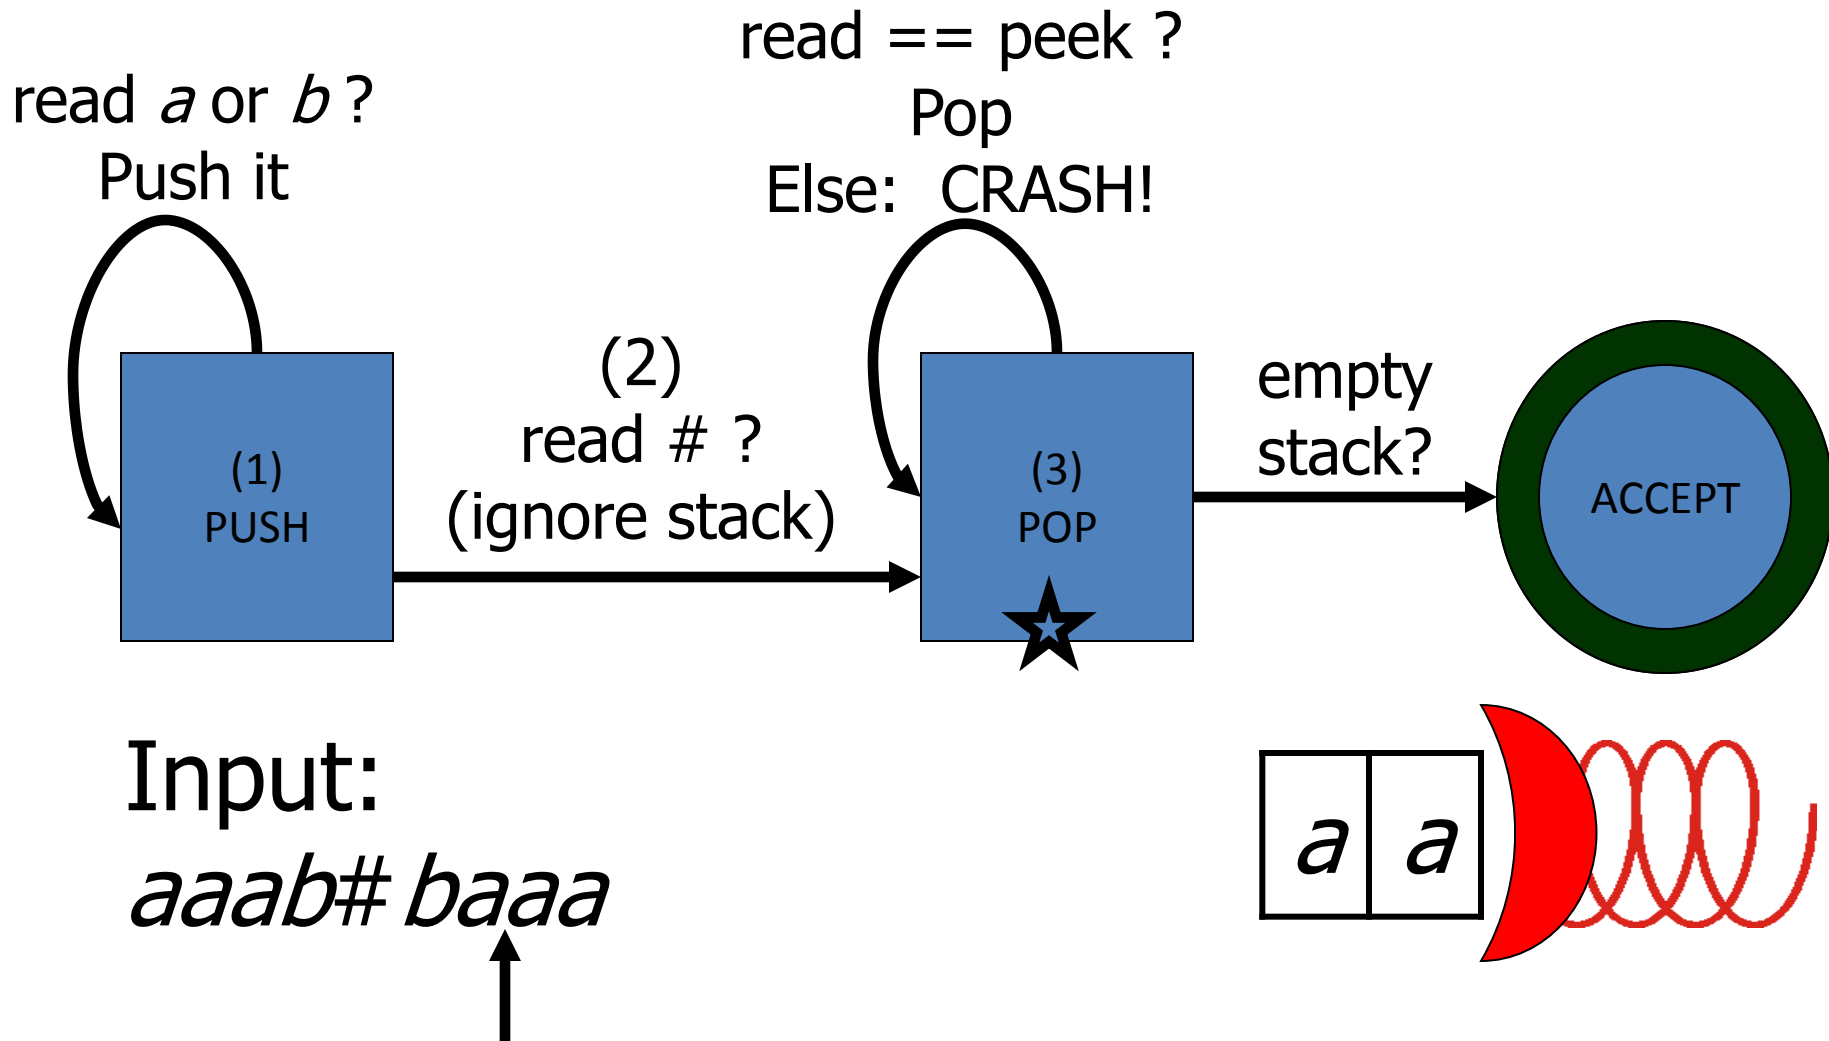 read a or b ?
Push it
read == peek ?
Pop
Else: CRASH!
(1)
PUSH
(2)
read # ?
(ignore stack)
(3)
POP
empty
stack?
ACCEPT
Input:
aaab#baaa
a a